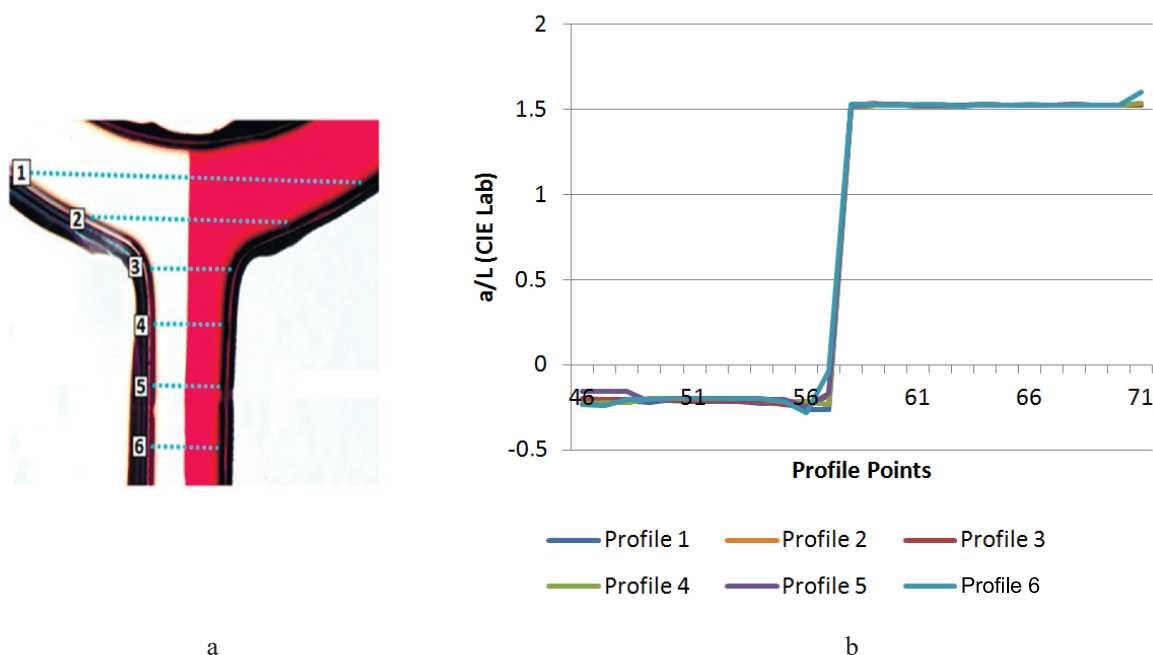 1
2
3
4
5
6
2
1.5
1
0.5
0
-0.5
a/L (CIE Lab)
46 51 56 61 66 71
Profile Points
Profile 1 Profile 2 Profile 3
Profile 4 Profile 5 Profile 6
a b